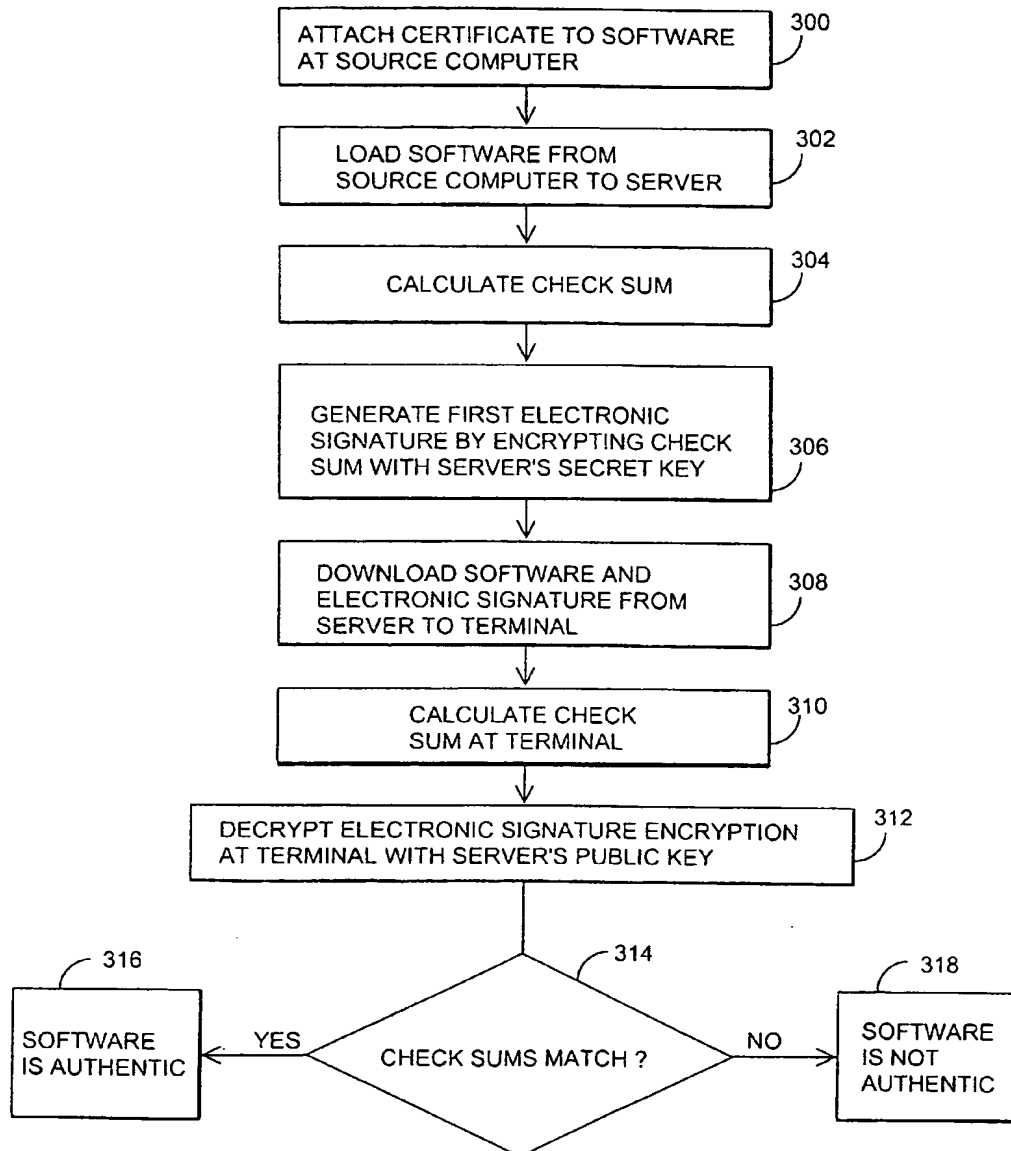 ATTACH CERTIFICATE TO SOFTWARE
AT SOURCE COMPUTER
300
LOAD SOFTWARE FROM
SOURCE COMPUTER TO SERVER
302
CALCULATE CHECK SUM
304
GENERATE FIRST ELECTRONIC
SIGNATURE BY ENCRYPTING CHECK
SUM WITH SERVER'S SECRET KEY
306
DOWNLOAD SOFTWARE AND
ELECTRONIC SIGNATURE FROM
SERVER TO TERMINAL
308
CALCULATE CHECK
SUM AT TERMINAL
310
DECRYPT ELECTRONIC SIGNATURE ENCRYPTION
AT TERMINAL WITH SERVER'S PUBLIC KEY
312
314
CHECK SUMS MATCH ?
YES
316
SOFTWARE
IS AUTHENTIC
NO
318
SOFTWARE
IS NOT
AUTHENTIC